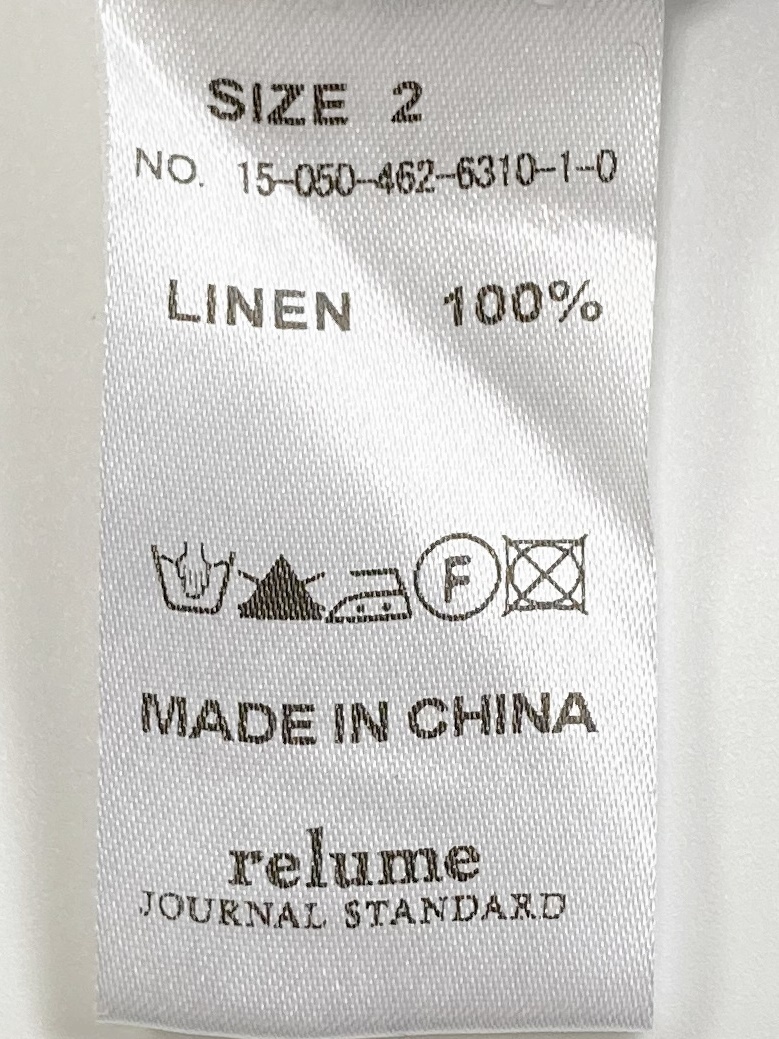 SIZE 2
NO. 15-050-462-6310-1-0
LINEN 100%
F
MADE IN CHINA
relume
JOURNAL STANDARD